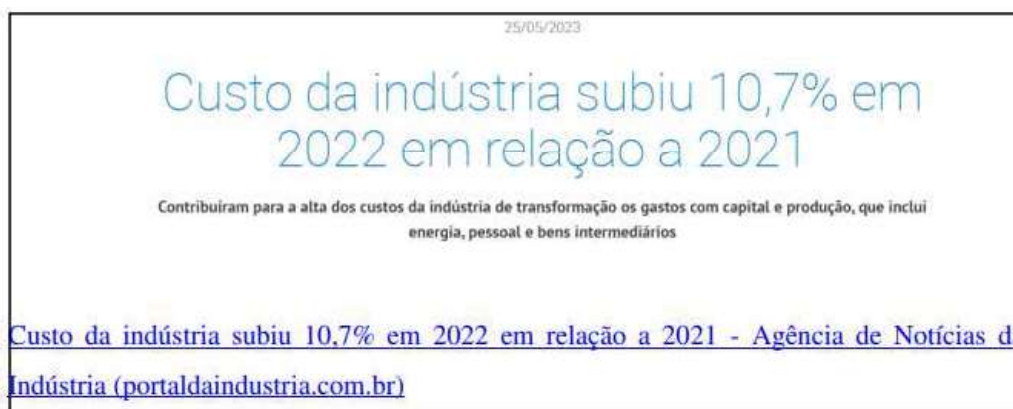 25/05/2023
Custo da indústria subiu 10,7% em
2022 em relação a 2021
Contribuíram para a alta dos custos da indústria de transformação os gastos com capital e produção, que inclui
energia, pessoal e bens intermediários
Custo da indústria subiu 10,7% em 2022 em relação a 2021 - Agência de Notícias d
Indústria (portaldaindustria.com.br)